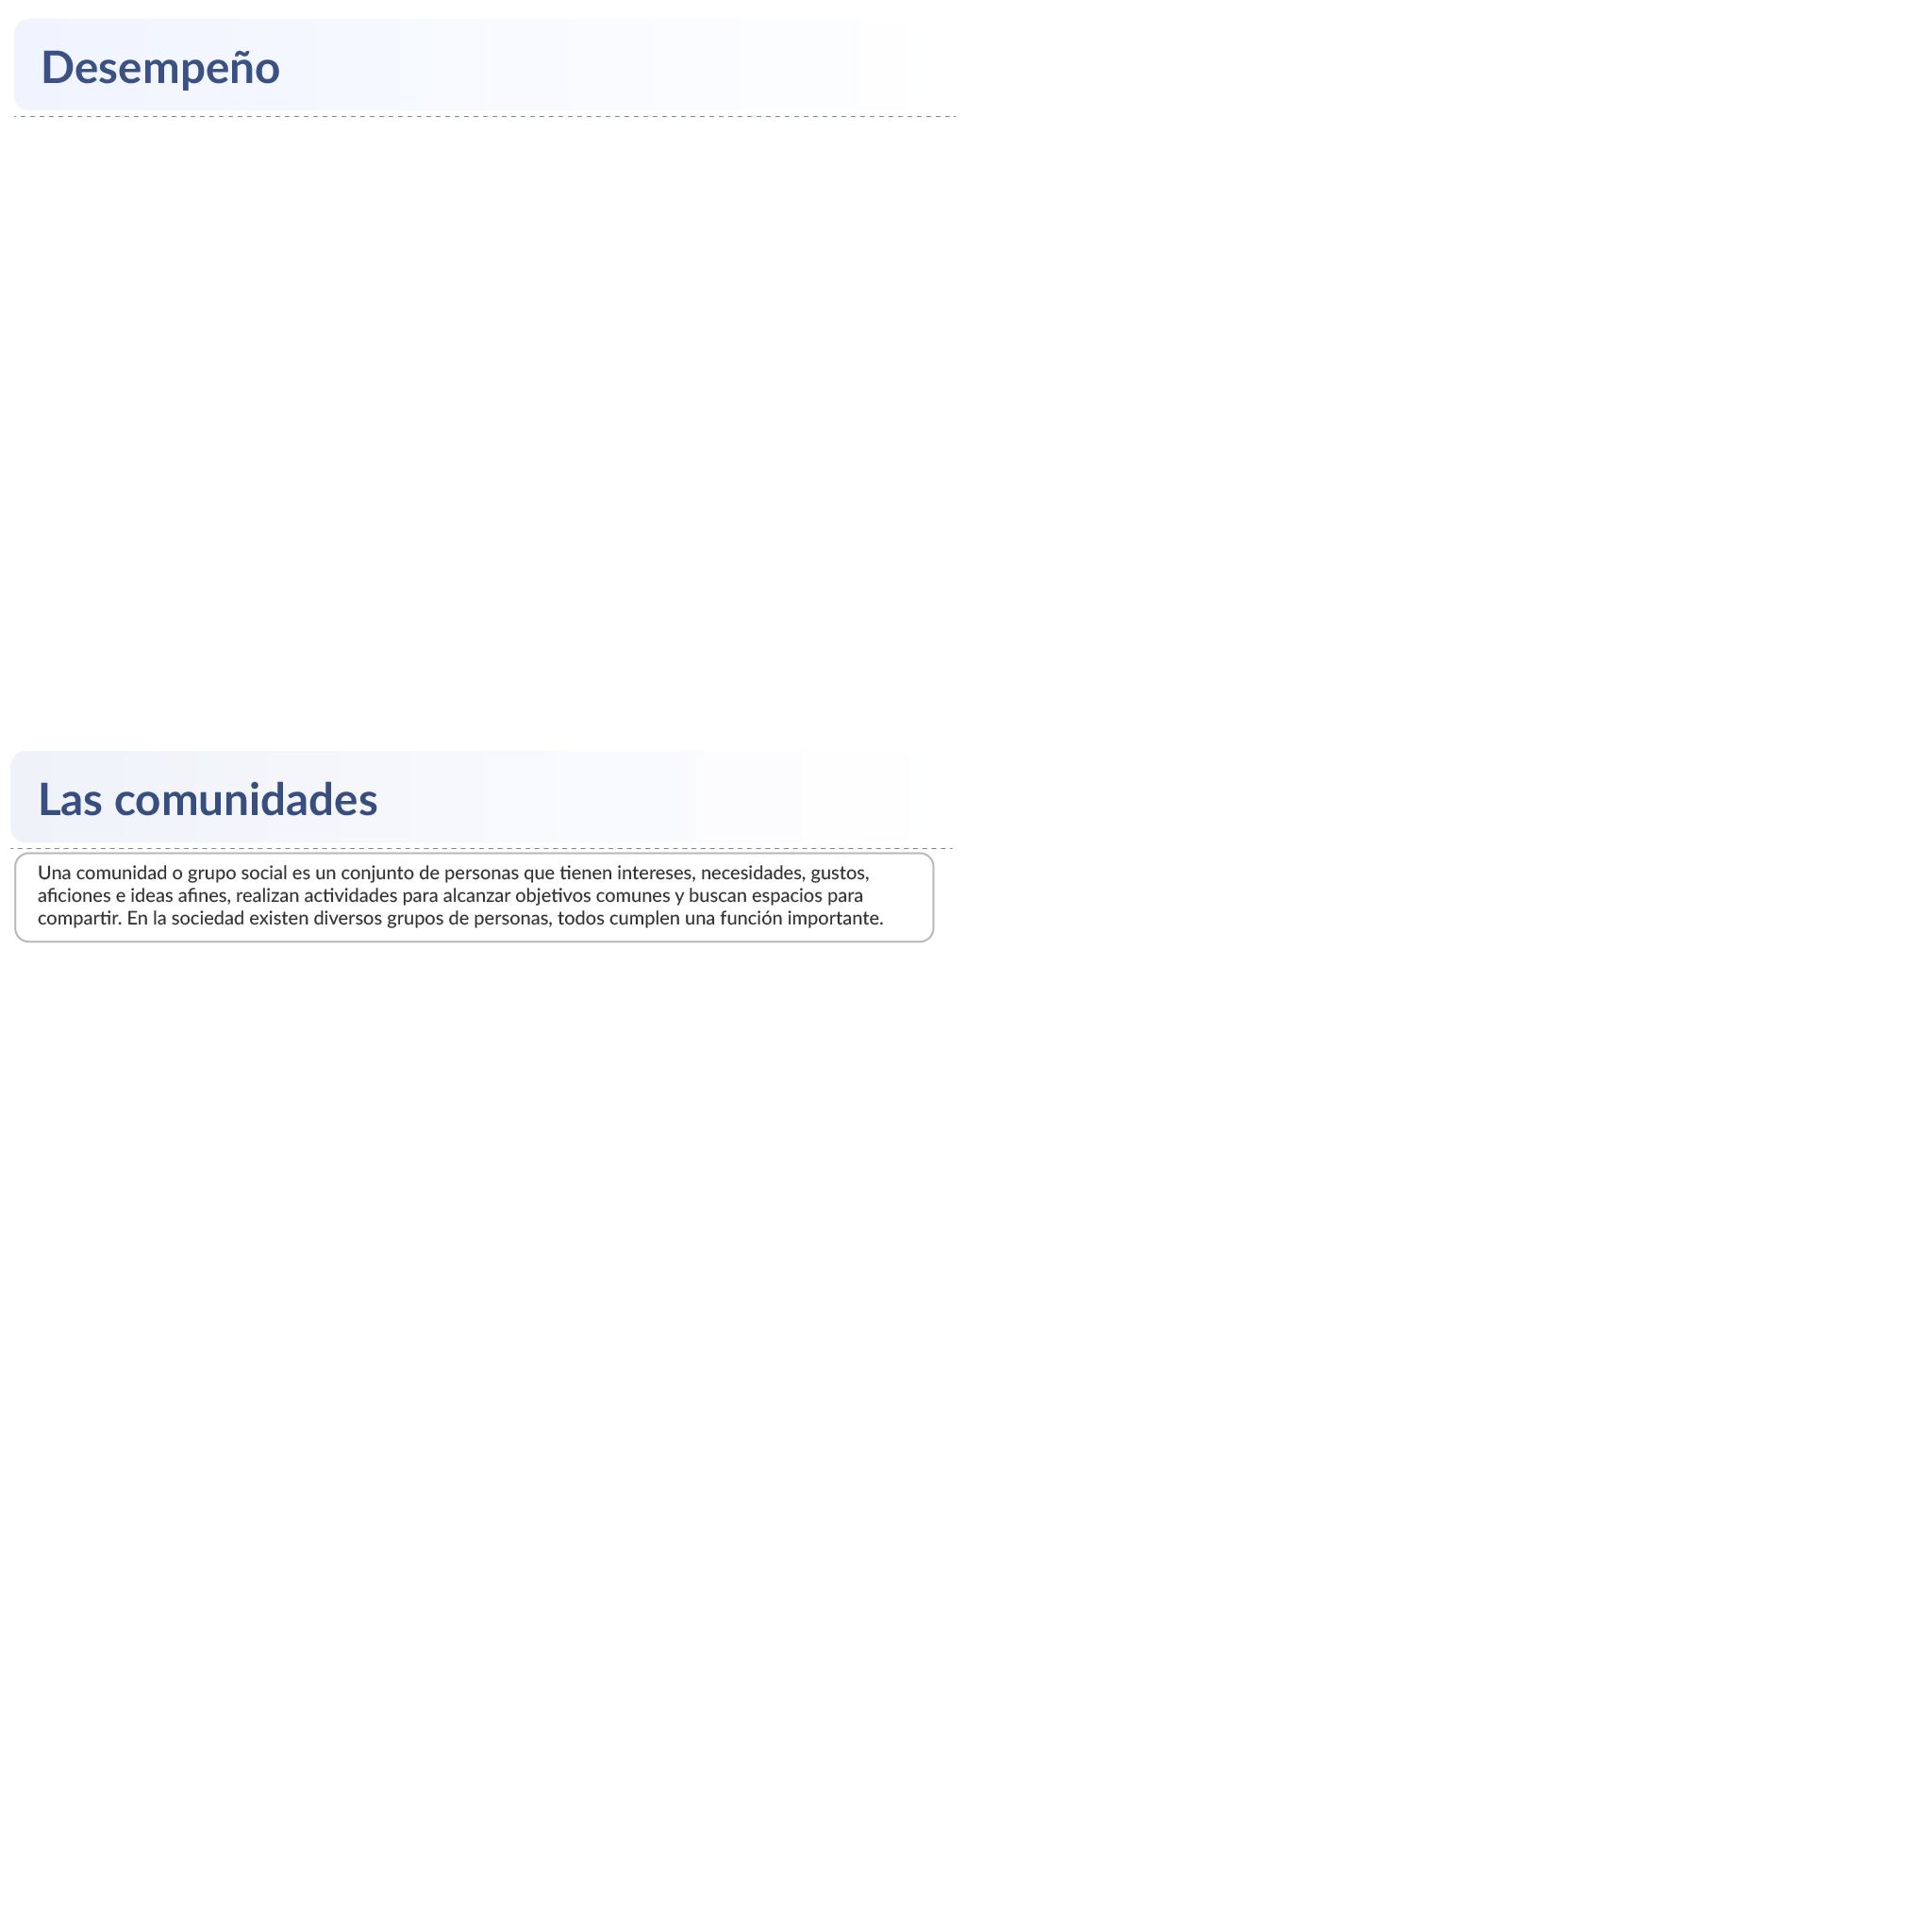 Desempeño
Las comunidades
Una comunidad o grupo social es un conjunto de personas que tienen intereses, necesidades, gustos,
aficiones e ideas afines, realizan actividades para alcanzar objetivos comunes y buscan espacios para
compartir. En la sociedad existen diversos grupos de personas, todos cumplen una función importante.